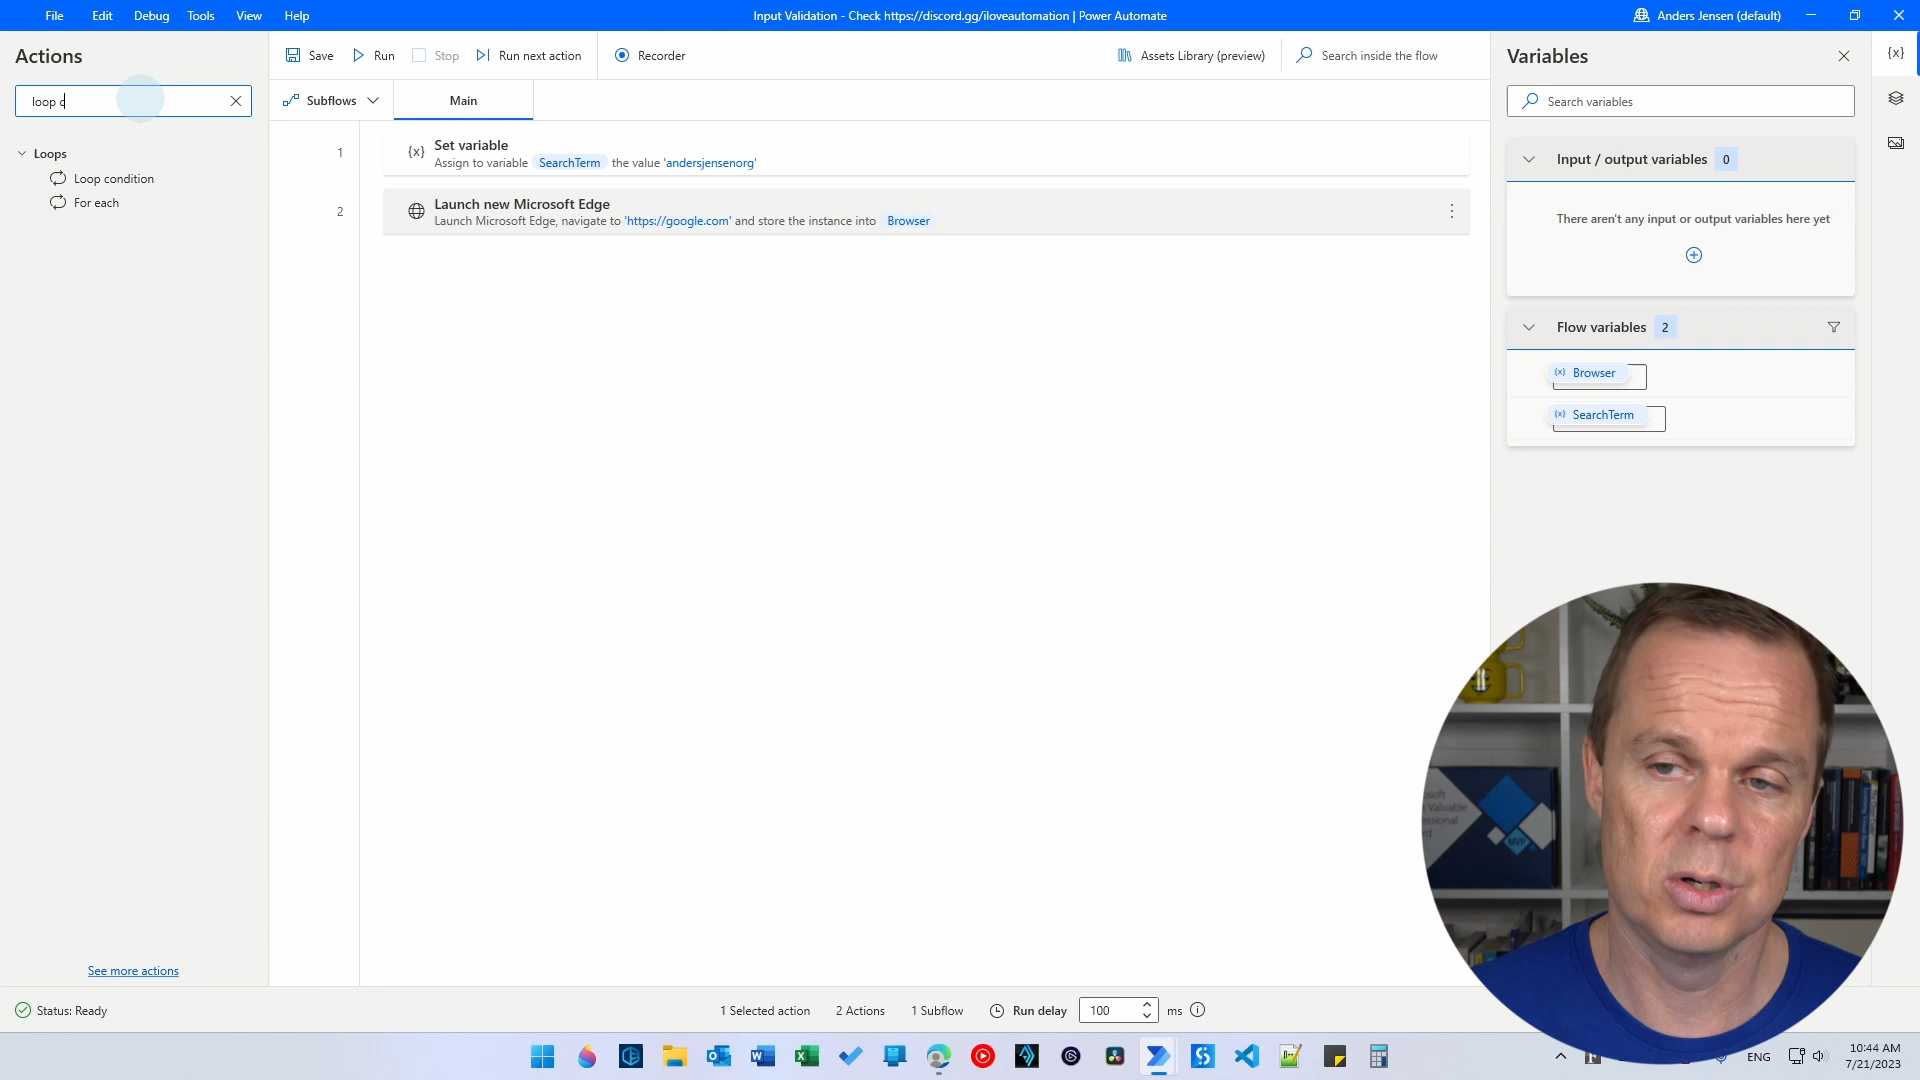 File Edit Debug Tools View Help
Input Validation - Check https://discord.gg/iloveautomation | Power Automate
Anders Jensen (default)
Actions
loop c
Loops
Loop condition
For each
See more actions
Save Run Stop Run next action Recorder
Assets Library (preview)
Search inside the flow
Subflows
Main
1
{x}
Set variable
Assign to variable SearchTerm the value 'andersjensenorg'
2
Launch new Microsoft Edge
Launch Microsoft Edge, navigate to 'https://google.com' and store the instance into Browser
Variables
{x}
Search variables
Input / output variables 0
There aren't any input or output variables here yet
Flow variables 2
(x) Browser
(x) SearchTerm
MVP
Status: Ready
1 Selected action 2 Actions 1 Subflow Run delay 100 ms
ENG
10:44 AM
7/21/2023